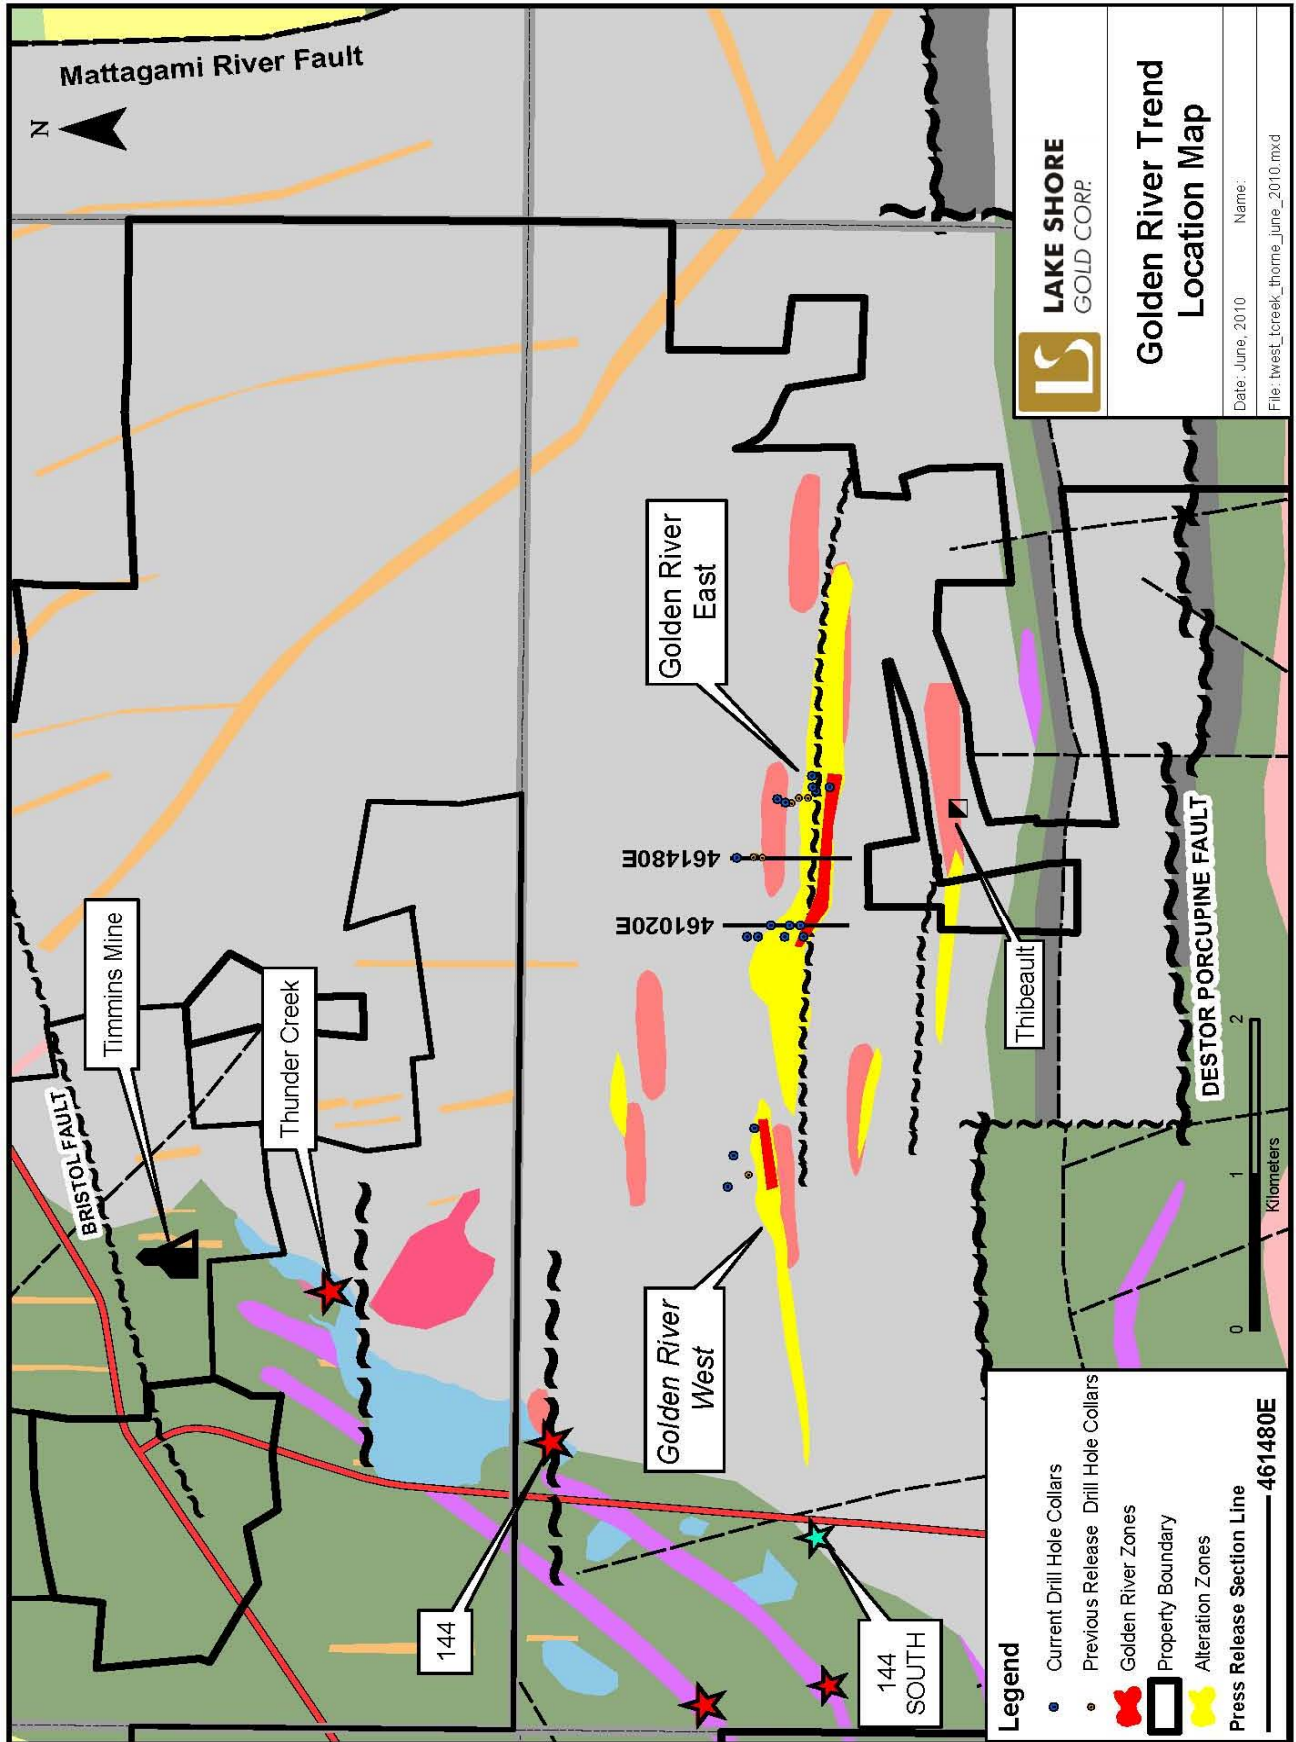 Mattagami River Fault
N
BRISTOL FAULT
Timmins Mine
Thunder Creek
144
144
SOUTH
Golden River
West
Golden River
East
461020E
461480E
Thibeault
DESTOR PORCUPINE FAULT
0
1
2
Kilometers
Legend
Current Drill Hole Collars
Previous Release Drill Hole Collars
Golden River Zones
Property Boundary
Alteration Zones
Press Release Section Line
461480E
LS
LAKE SHORE
GOLD CORP.
Golden River Trend
Location Map
Date: June, 2010
Name:
File: twest_tcreek_thorne_june_2010.mxd